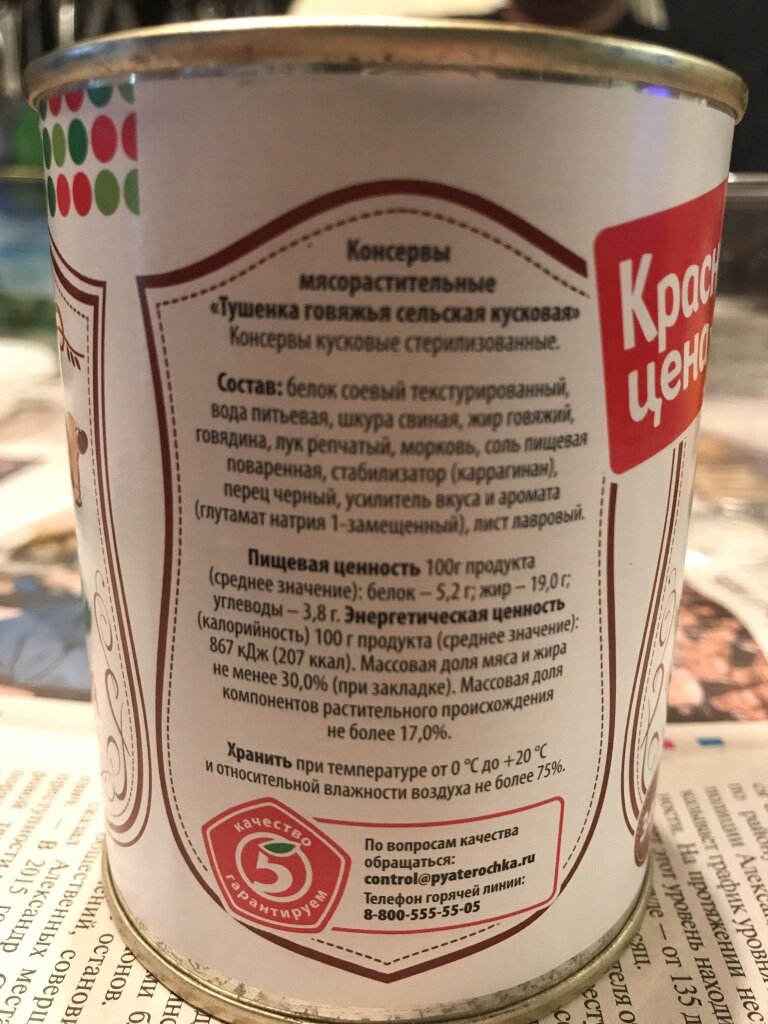 Консервы
мясорастительные
«Тушенка говяжья сельская кусковая»
Консервы кусковые стерилизованные.
Состав: белок соевый текстурированный,
вода питьевая, шкура свиная, жир говяжий,
говядина, лук репчатый, морковь, соль пищевая
поваренная, стабилизатор (каррагинан),
перец черный, усилитель вкуса и аромата
(глутамат натрия 1-замещенный), лист лавровый.
Пищевая ценность 100г продукта
(среднее значение): белок – 5,2 г; жир – 19,0 г;
углеводы – 3,8 г. Энергетическая ценность
(калорийность) 100 г продукта (среднее значение):
867 кДж (207 ккал). Массовая доля мяса и жира
не менее 30,0% (при закладке). Массовая доля
компонентов растительного происхождения
не более 17,0%.
Хранить при температуре от 0 °C до +20 °C
и относительной влажности воздуха не более 75%.
качество
5
гарантируем
По вопросам качества
обращаться:
control@pyaterochka.ru
Телефон горячей линии:
8-800-555-55-05
Красн
цена